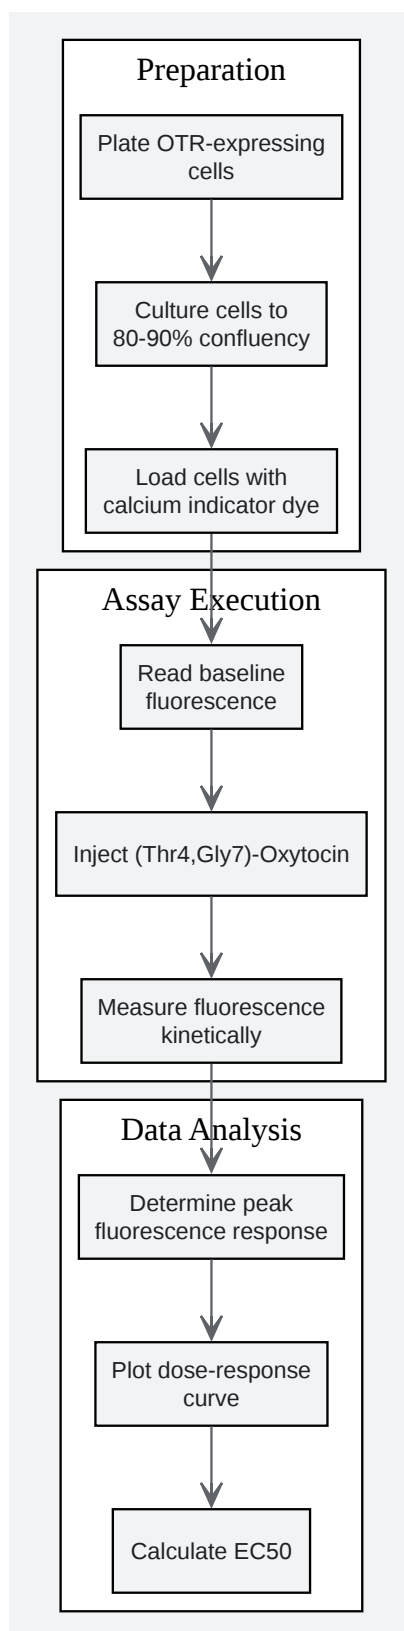 Preparation
Plate OTR-expressing
cells
Culture cells to
80-90% confluency
Load cells with
calcium indicator dye
Assay Execution
Read baseline
fluorescence
Inject (Thr4,Gly7)-Oxytocin
Measure fluorescence
kinetically
Data Analysis
Determine peak
fluorescence response
Plot dose-response
curve
Calculate EC50